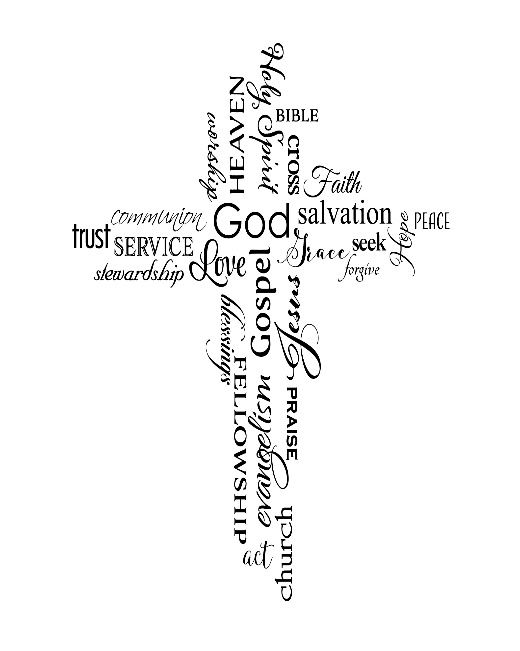 Holy Spirit
HEAVEN
BIBLE
worship
cross
Faith
communion
God
salvation
PEACE
Hope
trust
SERVICE
Love
Grace
seek
stewardship
forgive
Gospel
Jesus
blessings
FELLOWSHIP
evangelism
PRAISE
act
church